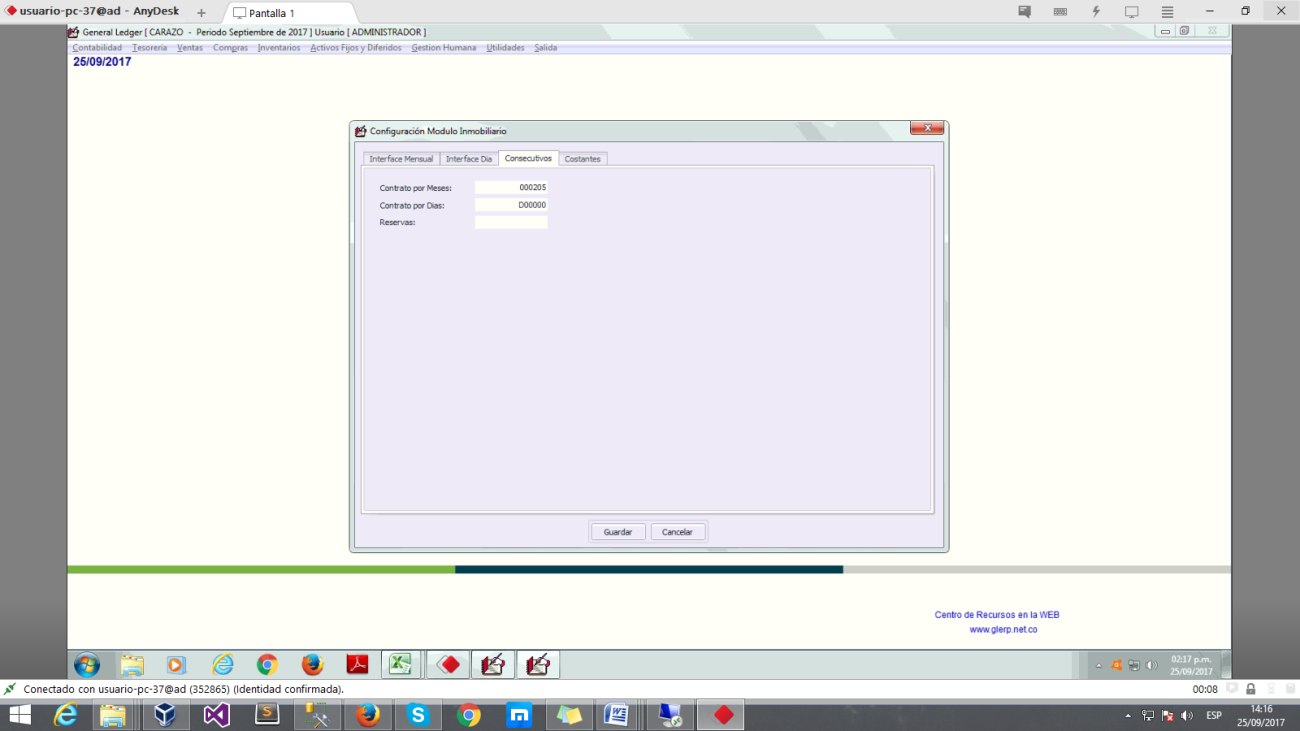 usuario-pc-37@ad - AnyDesk + Pantalla 1
General Ledger [ CARAZO - Periodo Septiembre de 2017 ] Usuario [ ADMINISTRADOR ]
Contabilidad Tesoreria Ventas Compras Inventarios Activos Fijos y Diferidos Gestion Humana Utilidades Salida
25/09/2017
Configuración Modulo Inmobiliario
Interface Mensual Interface Dia Consecutivos Costantes
Contrato por Meses: 000205
Contrato por Dias: D00000
Reservas:
Guardar Cancelar
Centro de Recursos en la WEB
www.glerp.net.co
02:17 p.m.
25/09/2017
Conectado con usuario-pc-37@ad (352865) (Identidad confirmada). 00:08
ESP 14:16
25/09/2017